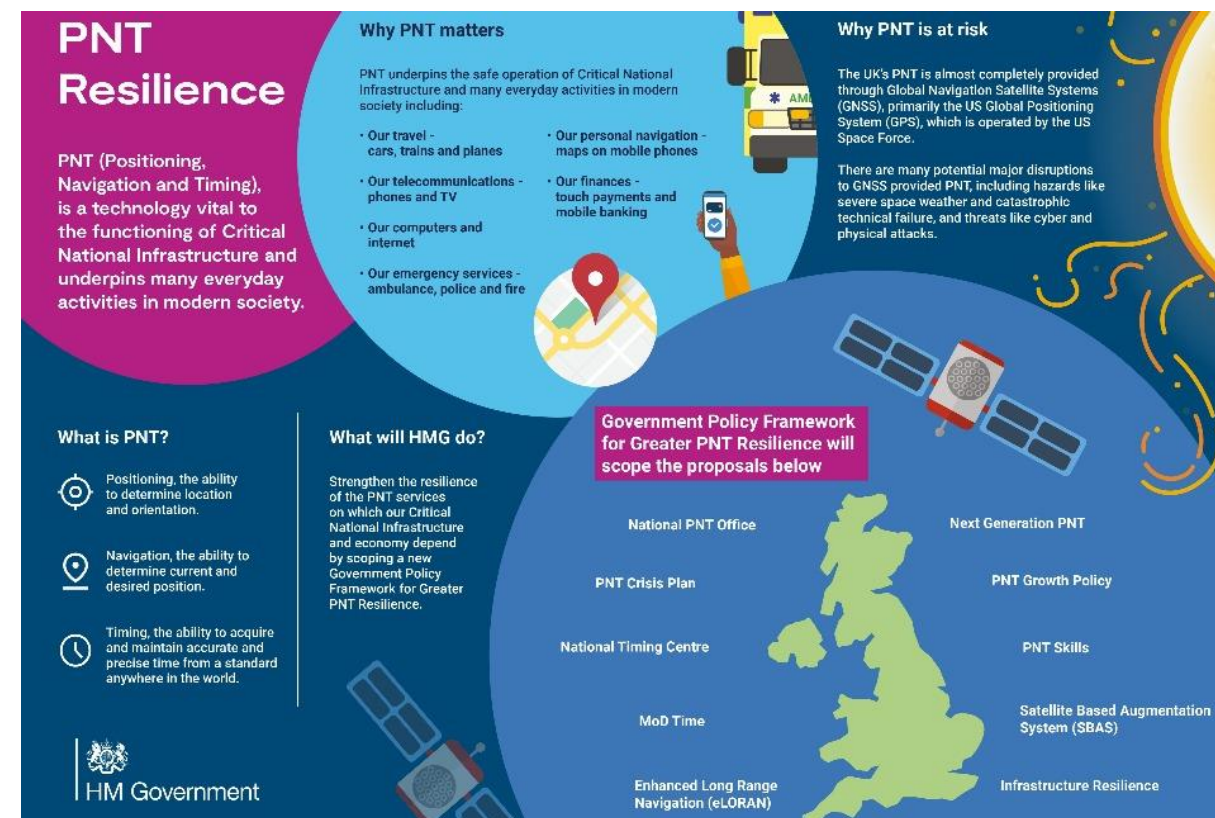 PNT
Resilience
PNT (Positioning,
Navigation and Timing),
is a technology vital to
the functioning of Critical
National Infrastructure and
underpins many everyday
activities in modern society.
Why PNT matters
PNT underpins the safe operation of Critical National
Infrastructure and many everyday activities in modern
society including:
· Our travel -
cars, trains and planes
· Our telecommunications -
phones and TV
· Our computers and
internet
· Our emergency services -
ambulance, police and fire
· Our personal navigation -
maps on mobile phones
· Our finances -
touch payments and
mobile banking
AM
Why PNT is at risk
The UK's PNT is almost completely provided
through Global Navigation Satellite Systems
(GNSS), primarily the US Global Positioning
System (GPS), which is operated by the US
Space Force.
There are many potential major disruptions
to GNSS provided PNT, including hazards like
severe space weather and catastrophic
technical failure, and threats like cyber and
physical attacks.
What is PNT?
Positioning, the ability
to determine location
and orientation.
Navigation, the ability to
determine current and
desired position.
Timing, the ability to acquire
and maintain accurate and
precise time from a standard
anywhere in the world.
HM Government
What will HMG do?
Strengthen the resilience
of the PNT services
on which our Critical
National Infrastructure
and economy depend
by scoping a new
Government Policy
Framework for Greater
PNT Resilience.
Government Policy Framework
for Greater PNT Resilience will
scope the proposals below
National PNT Office
PNT Crisis Plan
National Timing Centre
MoD Time
Enhanced Long Range
Navigation (eLORAN)
Next Generation PNT
PNT Growth Policy
PNT Skills
Satellite Based Augmentation
System (SBAS)
Infrastructure Resilience